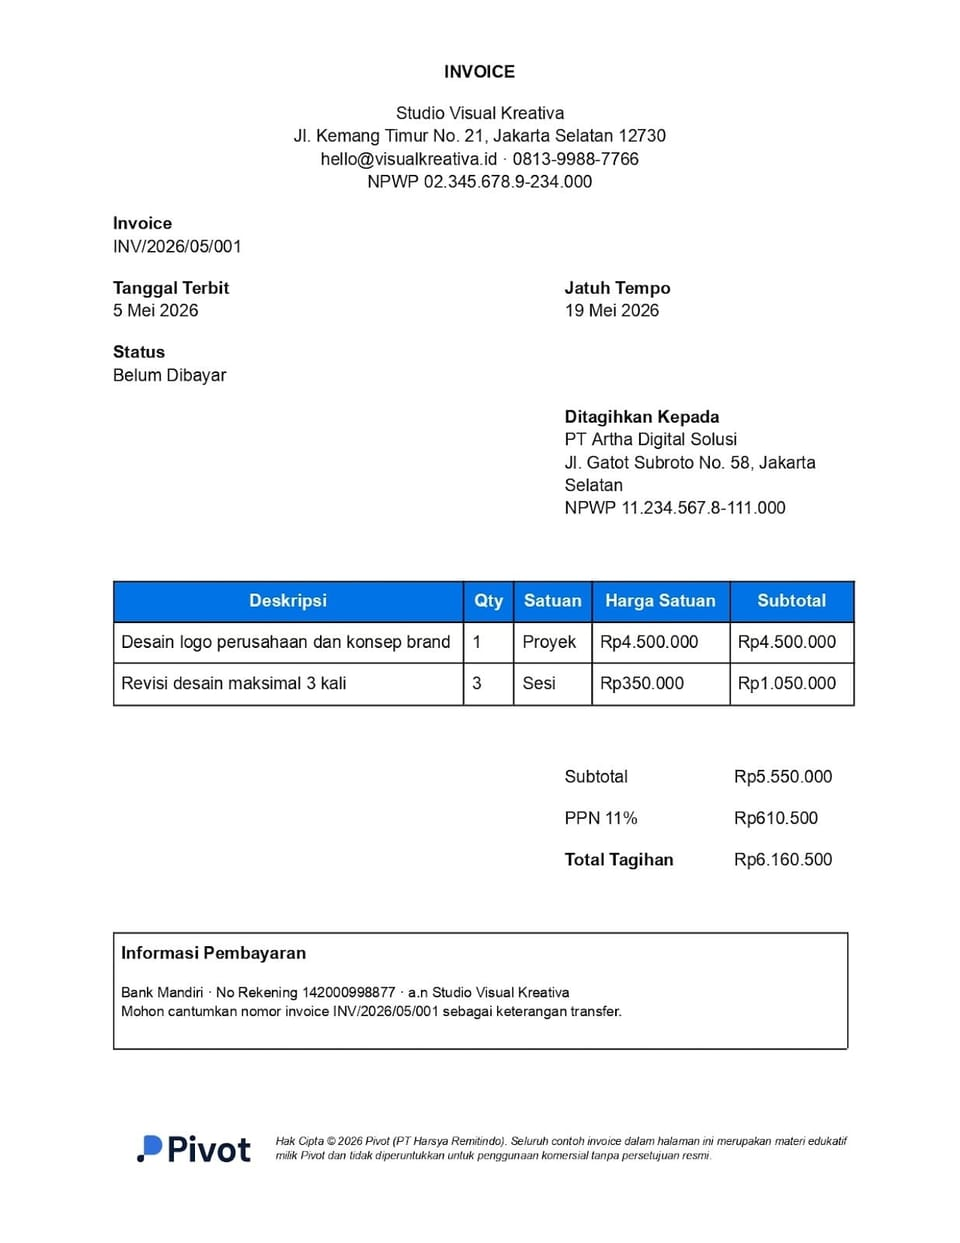 INVOICE
Studio Visual Kreativa
Jl. Kemang Timur No. 21, Jakarta Selatan 12730
hello@visualkreativa.id · 0813-9988-7766
NPWP 02.345.678.9-234.000
Invoice
INV/2026/05/001
Tanggal Terbit
5 Mei 2026
Jatuh Tempo
19 Mei 2026
Status
Belum Dibayar
Ditagihkan Kepada
PT Artha Digital Solusi
Jl. Gatot Subroto No. 58, Jakarta
Selatan
NPWP 11.234.567.8-111.000
Deskripsi Qty Satuan Harga Satuan Subtotal
Desain logo perusahaan dan konsep brand 1 Proyek Rp4.500.000 Rp4.500.000
Revisi desain maksimal 3 kali 3 Sesi Rp350.000 Rp1.050.000
Subtotal Rp5.550.000
PPN 11% Rp610.500
Total Tagihan Rp6.160.500
Informasi Pembayaran
Bank Mandiri · No Rekening 142000998877 · a.n Studio Visual Kreativa
Mohon cantumkan nomor invoice INV/2026/05/001 sebagai keterangan transfer.
Pivot
Hak Cipta © 2026 Pivot (PT Harsya Remitindo). Seluruh contoh invoice dalam halaman ini merupakan materi edukatif
milik Pivot dan tidak diperuntukkan untuk penggunaan komersial tanpa persetujuan resmi.